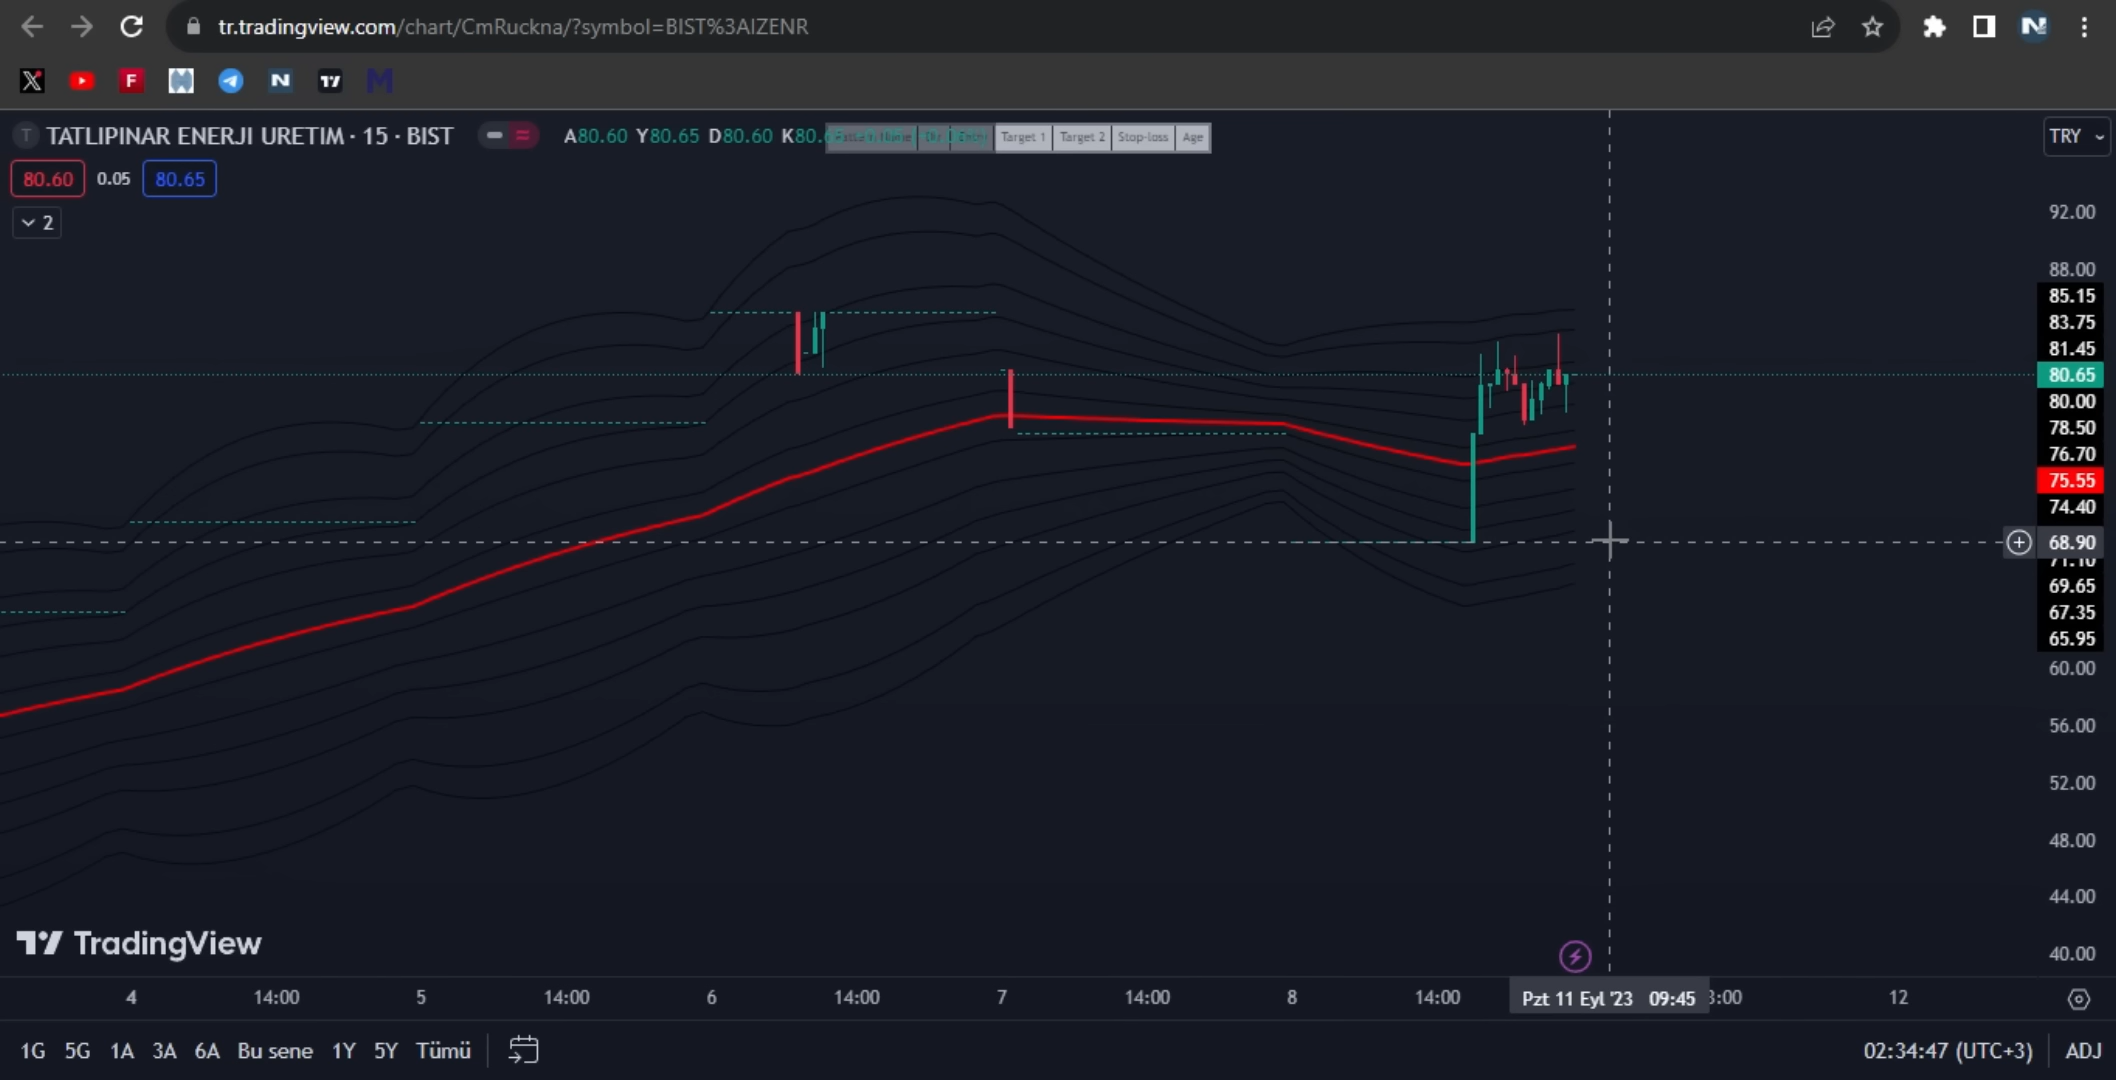 tr.tradingview.com/chart/CmRuckna/?symbol=BIST%3AIZENR
TATLIPINAR ENERJI URETIM · 15 · BIST
A80.60 Y80.65 D80.60
Target 1 Target 2 Stop-loss Age
TRY
80.60 0.05 80.65
2
92.00
88.00
85.15
83.75
81.45
80.65
80.00
78.50
76.70
75.55
74.40
68.90
71.10
69.65
67.35
65.95
60.00
56.00
52.00
48.00
44.00
40.00
TradingView
4 14:00 5 14:00 6 14:00 7 14:00 8 14:00 Pzt 11 Eyl '23 09:45 3:00 12
1G 5G 1A 3A 6A Bu sene 1Y 5Y Tümü
02:34:47 (UTC+3) ADJ